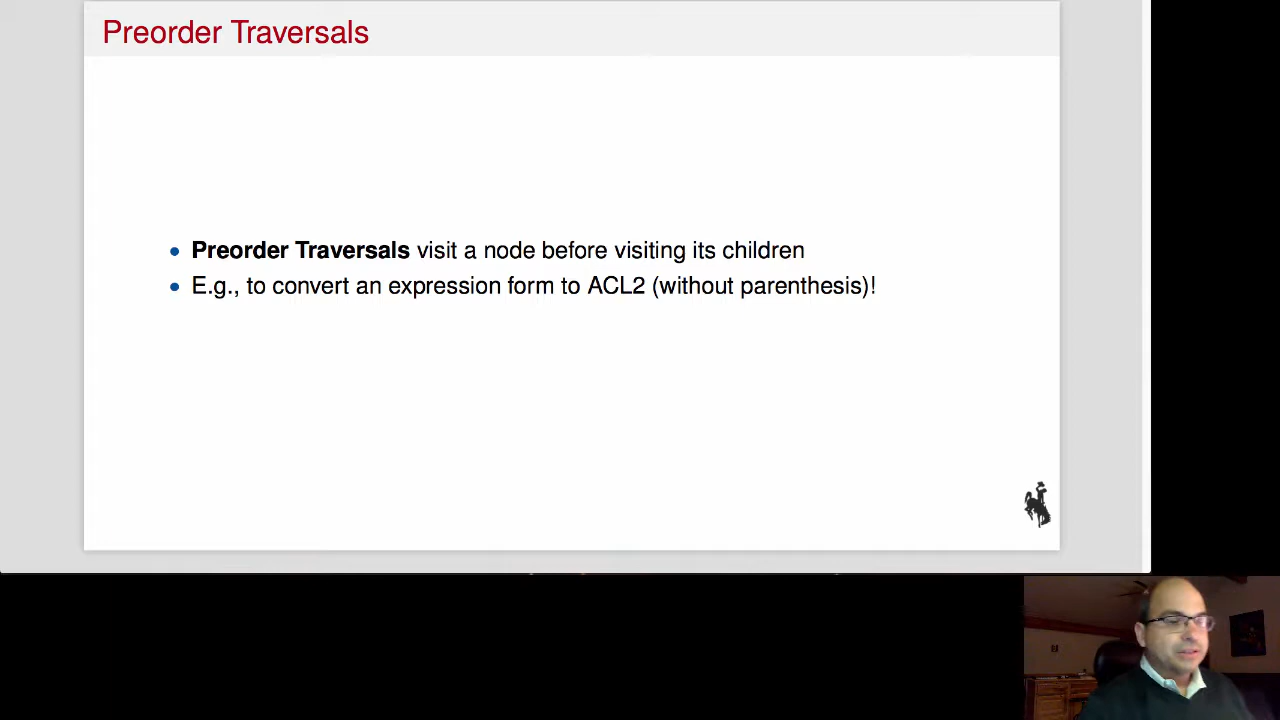 Preorder Traversals
• Preorder Traversals visit a node before visiting its children
• E.g., to convert an expression form to ACL2 (without parenthesis)!